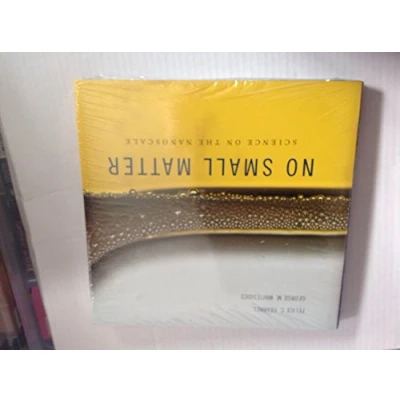 NO SMALL MATTER
SCIENCE ON THE NANOSCALE
FELICE C. FRANKEL
GEORGE M. WHITESIDES